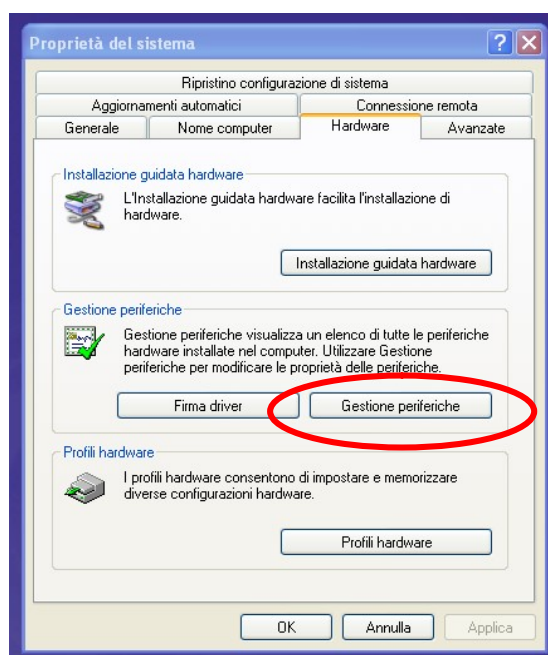 Proprietà del sistema
Ripristino configurazione di sistema
Aggiornamenti automatici
Connessione remota
Generale
Nome computer
Hardware
Avanzate
Installazione guidata hardware
L'Installazione guidata hardware facilita l'installazione di
hardware.
Installazione guidata hardware
Gestione periferiche
Gestione periferiche visualizza un elenco di tutte le periferiche
hardware installate nel computer. Utilizzare Gestione
periferiche per modificare le proprietà delle periferiche.
Firma driver
Gestione periferiche
Profili hardware
I profili hardware consentono di impostare e memorizzare
diverse configurazioni hardware.
Profili hardware
OK
Annulla
Applica